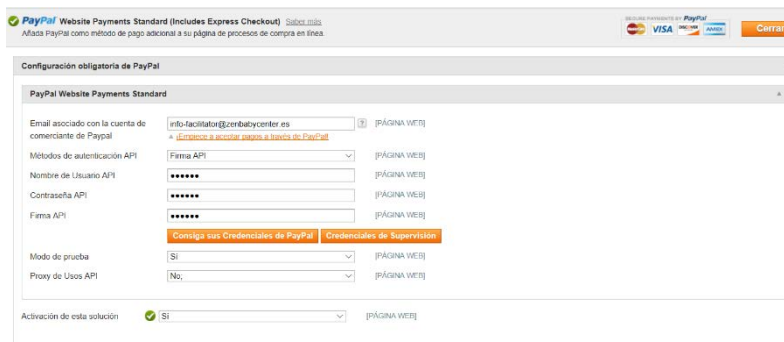 PayPal Website Payments Standard (Includes Express Checkout) Saber más
SECURE PAYMENTS BY PayPal
Añada PayPal como método de pago adicional a su página de procesos de compra en línea.
VISA DISCOVER AMEX
Cerrar
Configuración obligatoria de PayPal
PayPal Website Payments Standard
Email asociado con la cuenta de comerciante de Paypal
info-facilitator@zenbabycenter.es ? [PÁGINA WEB]
¡Empiece a aceptar pagos a través de PayPal!
Métodos de autenticación API Firma API [PÁGINA WEB]
Nombre de Usuario API •••••• [PÁGINA WEB]
Contraseña API •••••• [PÁGINA WEB]
Firma API •••••• [PÁGINA WEB]
Consiga sus Credenciales de PayPal Credenciales de Supervisión
Modo de prueba Sí [PÁGINA WEB]
Proxy de Usos API No; [PÁGINA WEB]
Activación de esta solución Sí [PÁGINA WEB]